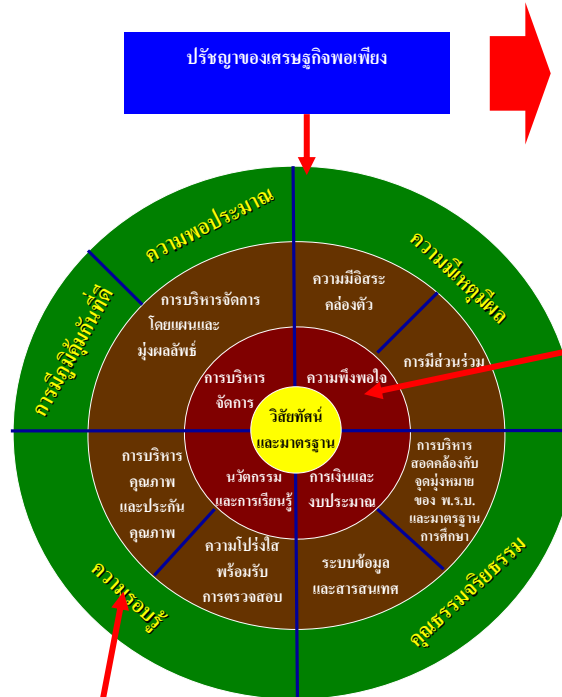 ปรัชญาของเศรษฐกิจพอเพียง
ความพอประมาณ
ความมีเหตุมีผล
การมีภูมิคุ้มกันที่ดี
ความมีอิสระ
คล่องตัว
การบริหารจัดการ
โดยแผนและ
มุ่งผลลัพธ์
การมีส่วนร่วม
การบริหาร
จัดการ
ความพึงพอใจ
วิสัยทัศน์
และมาตรฐาน
การบริหาร
คุณภาพ
และประกัน
คุณภาพ
นวัตกรรม
และการเรียนรู้
การเงินและ
งบประมาณ
การบริหาร
สอดคล้องกับ
จุดมุ่งหมาย
ของ พ.ร.บ.
และมาตรฐาน
การศึกษา
ความโปร่งใส
พร้อมรับ
การตรวจสอบ
ระบบข้อมูล
และสารสนเทศ
ความรอบรู้
คุณธรรมจริยธรรม